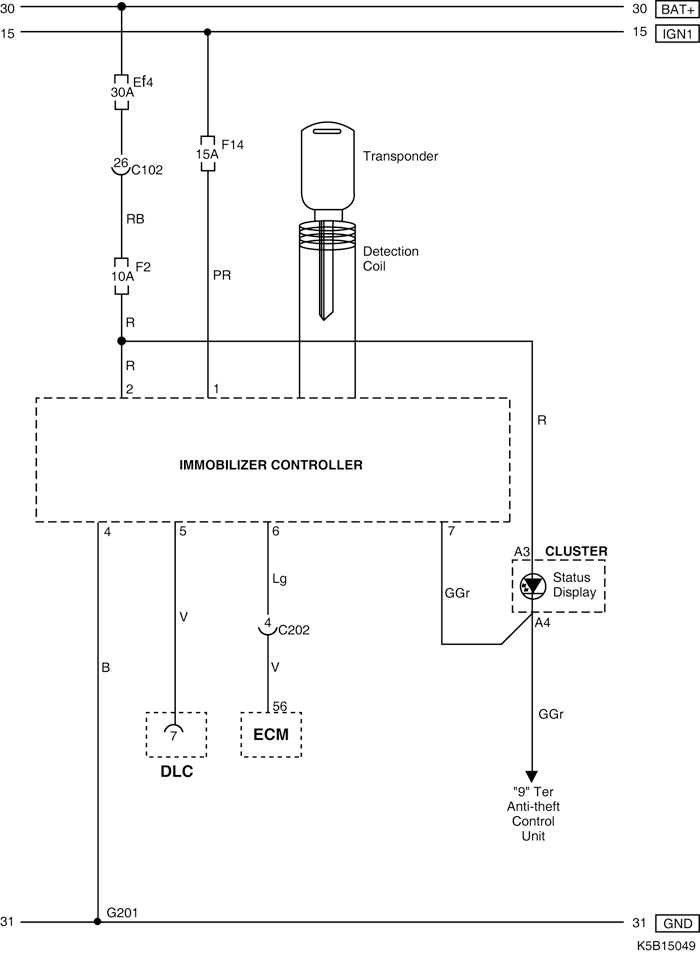 30
30 BAT+
15
15 IGN1
Ef4
30A
F14
15A
26
C102
Transponder
RB
Detection
Coil
F2
10A
PR
R
R
2
1
R
IMMOBILIZER CONTROLLER
4
5
6
7
A3
CLUSTER
Lg
Status
Display
GGr
V
4
C202
A4
B
V
56
GGr
7
ECM
DLC
"9" Ter
Anti-theft
Control
Unit
G201
31
31 GND
K5B15049